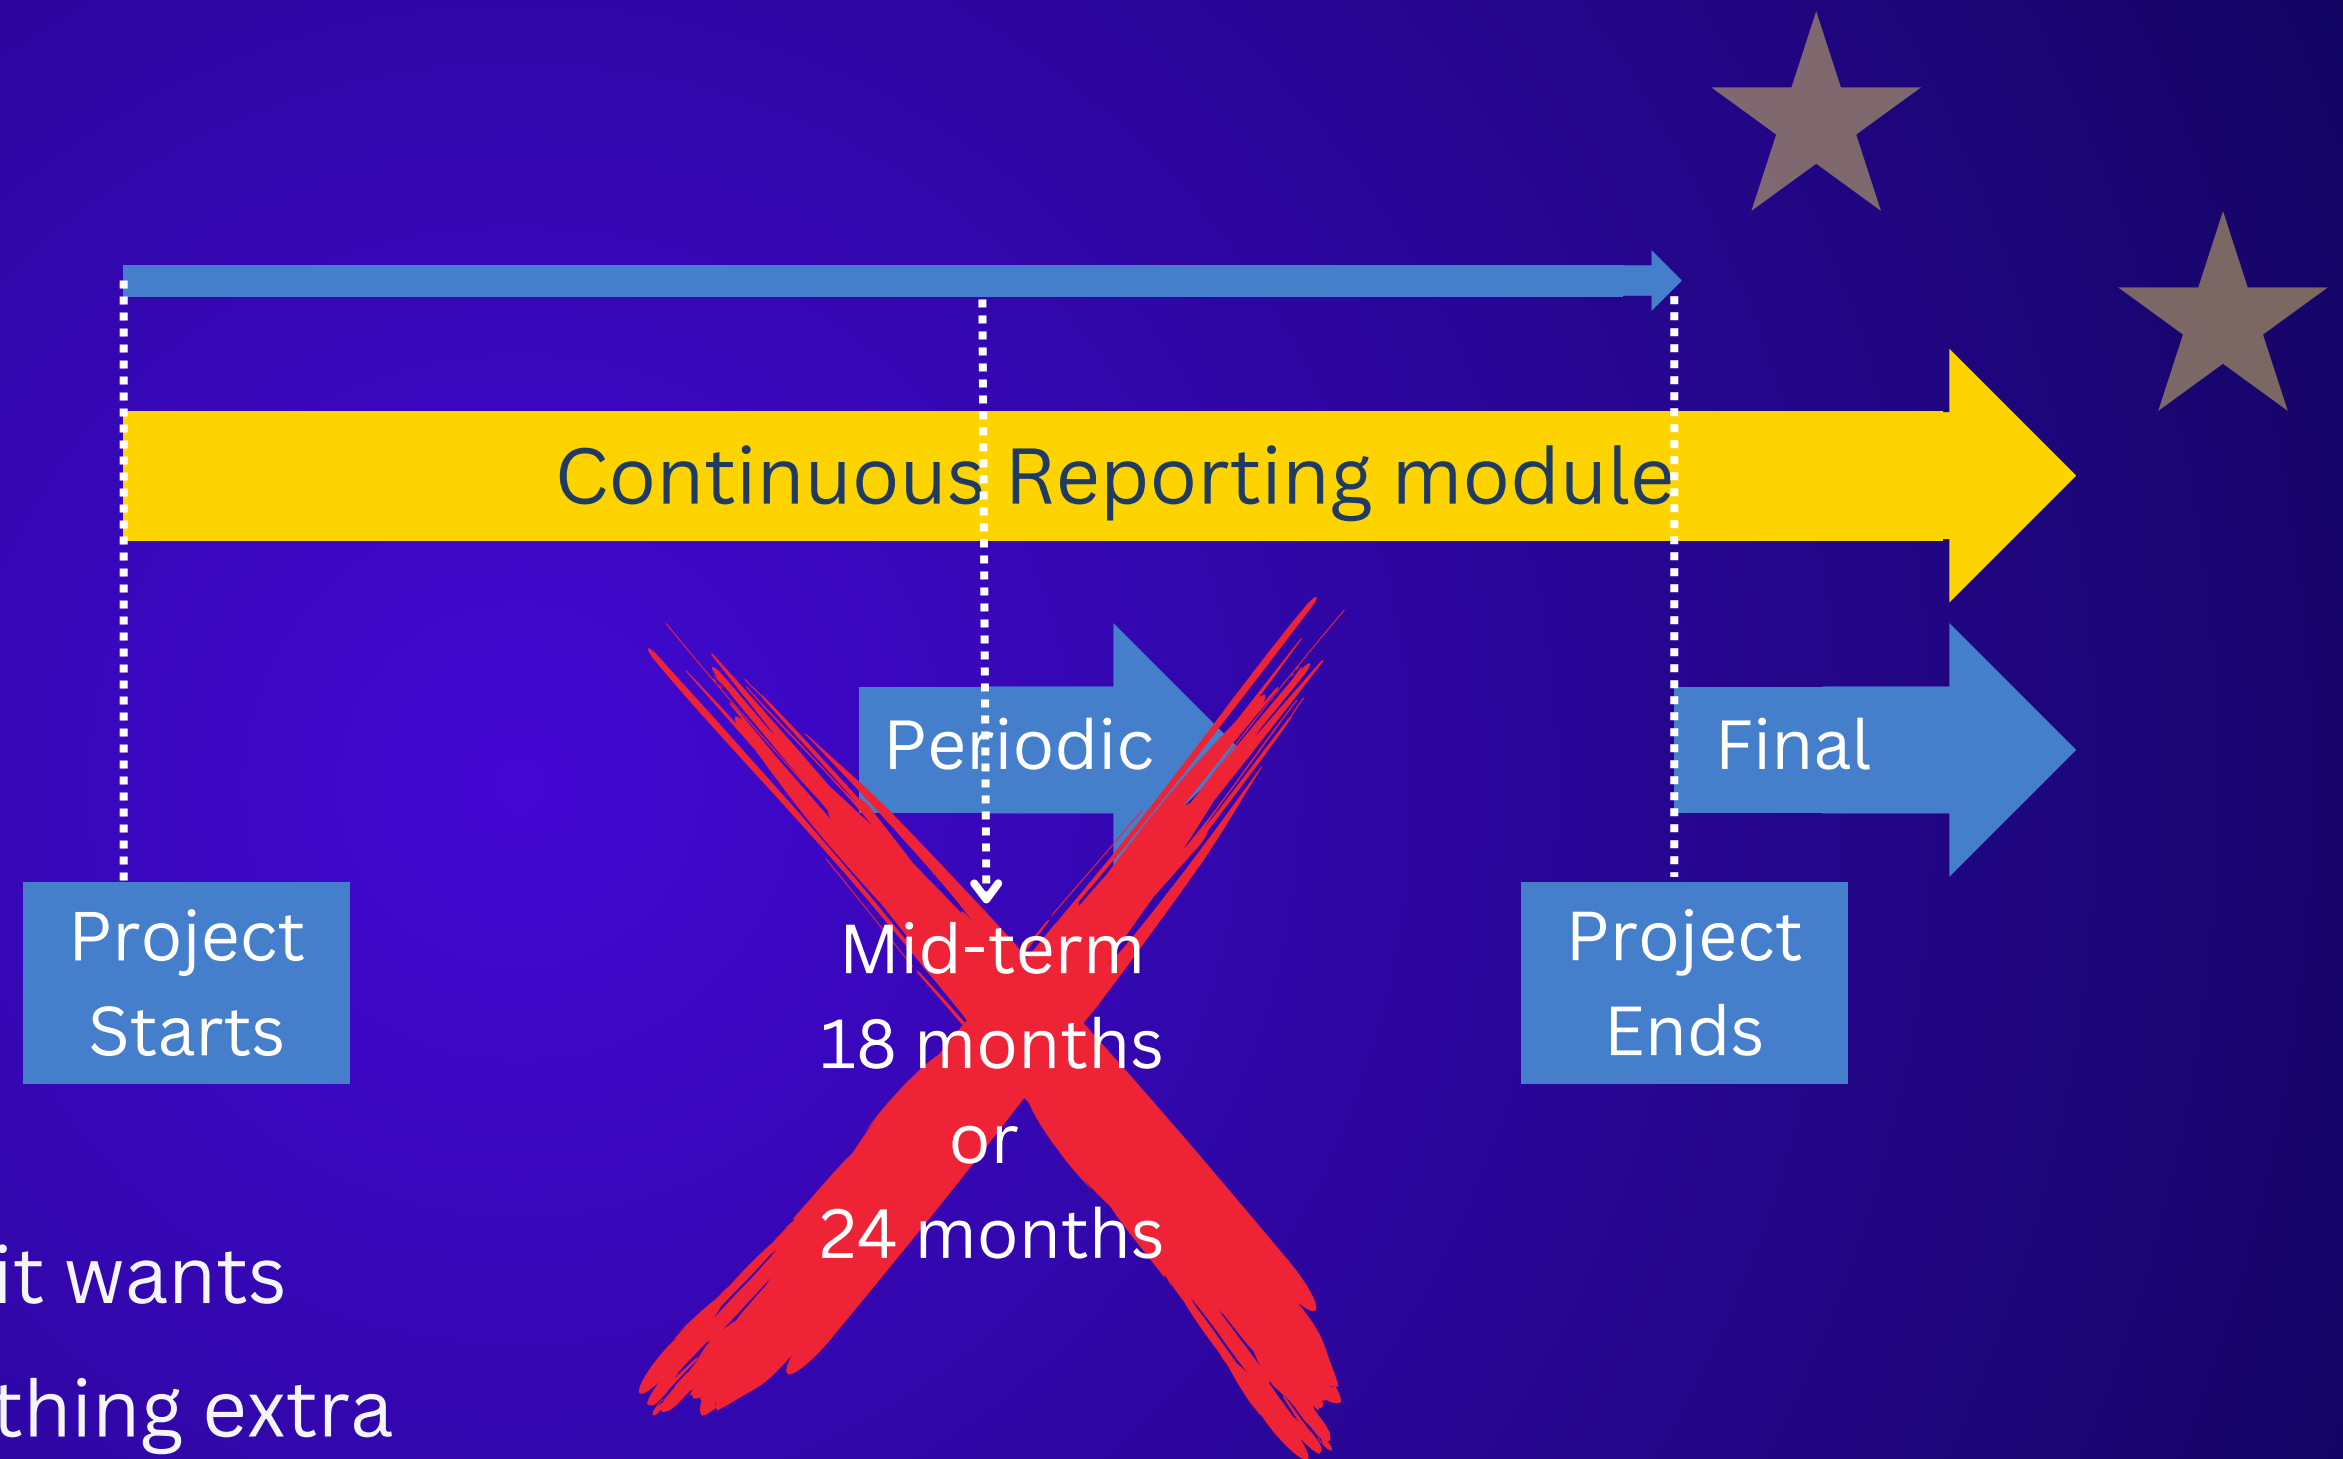 Continuous Reporting module
Periodic
Final
Project
Starts
Mid-term
18 months
or
24 months
Project
Ends
it wants
thing extra